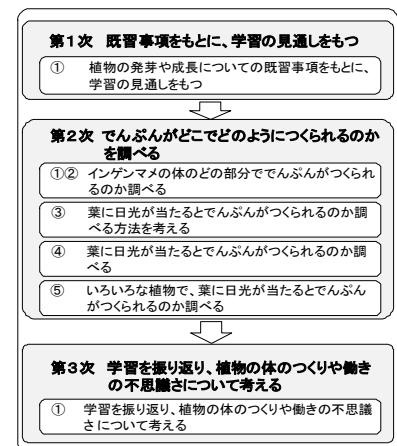 第1次 既習事項をもとに、学習の見通しをもつ
① 植物の発芽や成長についての既習事項をもとに、
学習の見通しをもつ
第2次 でんぷんがどこでどのようにつくられるのか
を調べる
①② インゲンマメの体のどの部分ででんぷんがつくられ
るのか調べる
③ 葉に日光が当たるとでんぷんがつくられるのか調
べる方法を考える
④ 葉に日光が当たるとでんぷんがつくられるのか調
べる
⑤ いろいろな植物で、葉に日光が当たるとでんぷん
がつくられるのか調べる
第3次 学習を振り返り、植物の体のつくりや働き
の不思議さについて考える
① 学習を振り返り、植物の体のつくりや働きの不思議
さについて考える